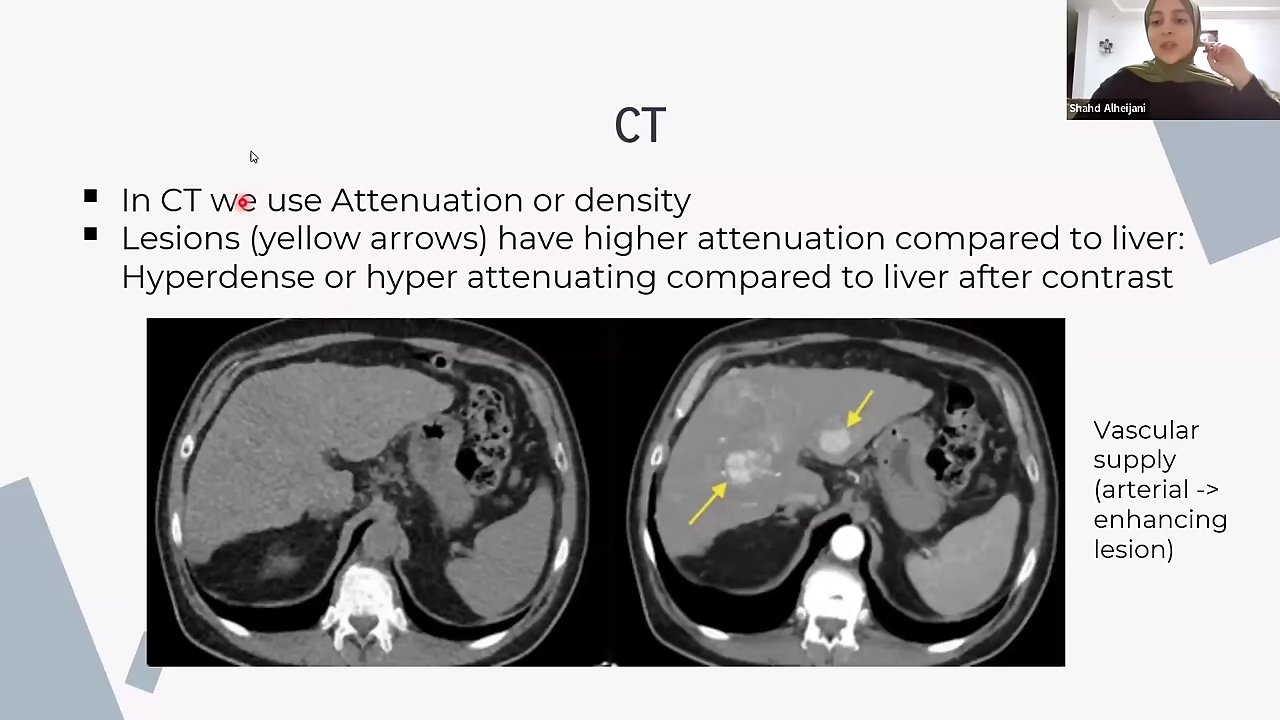 Shahd Alheijani
CT
In CT we use Attenuation or density
Lesions (yellow arrows) have higher attenuation compared to liver:
Hyperdense or hyper attenuating compared to liver after contrast
Vascular
supply
(arterial ->
enhancing
lesion)